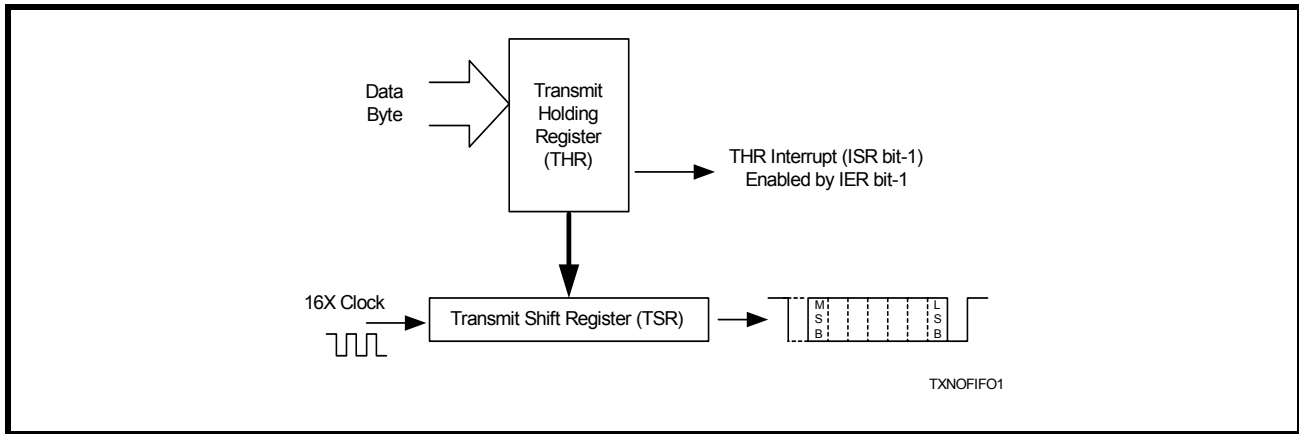 Data
Byte
Transmit
Holding
Register
(THR)
THR Interrupt (ISR bit-1)
Enabled by IER bit-1
16X Clock
Transmit Shift Register (TSR)
M
S
B
L
S
B
TXNOFIFO1